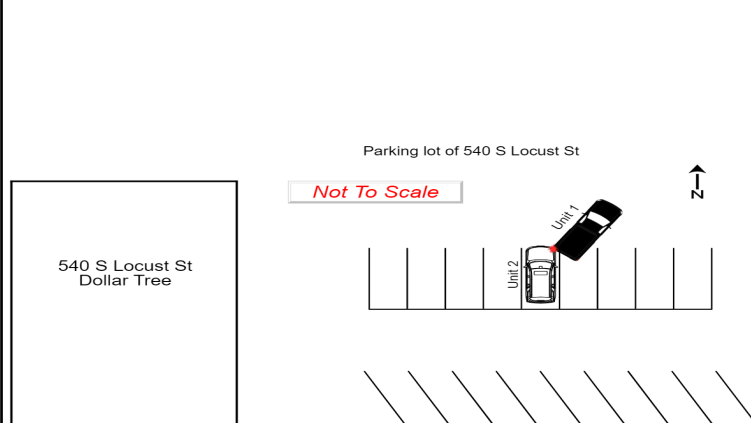 Parking lot of 540 S Locust St
Not To Scale
N
Unit 1
540 S Locust St
Dollar Tree
Unit 2